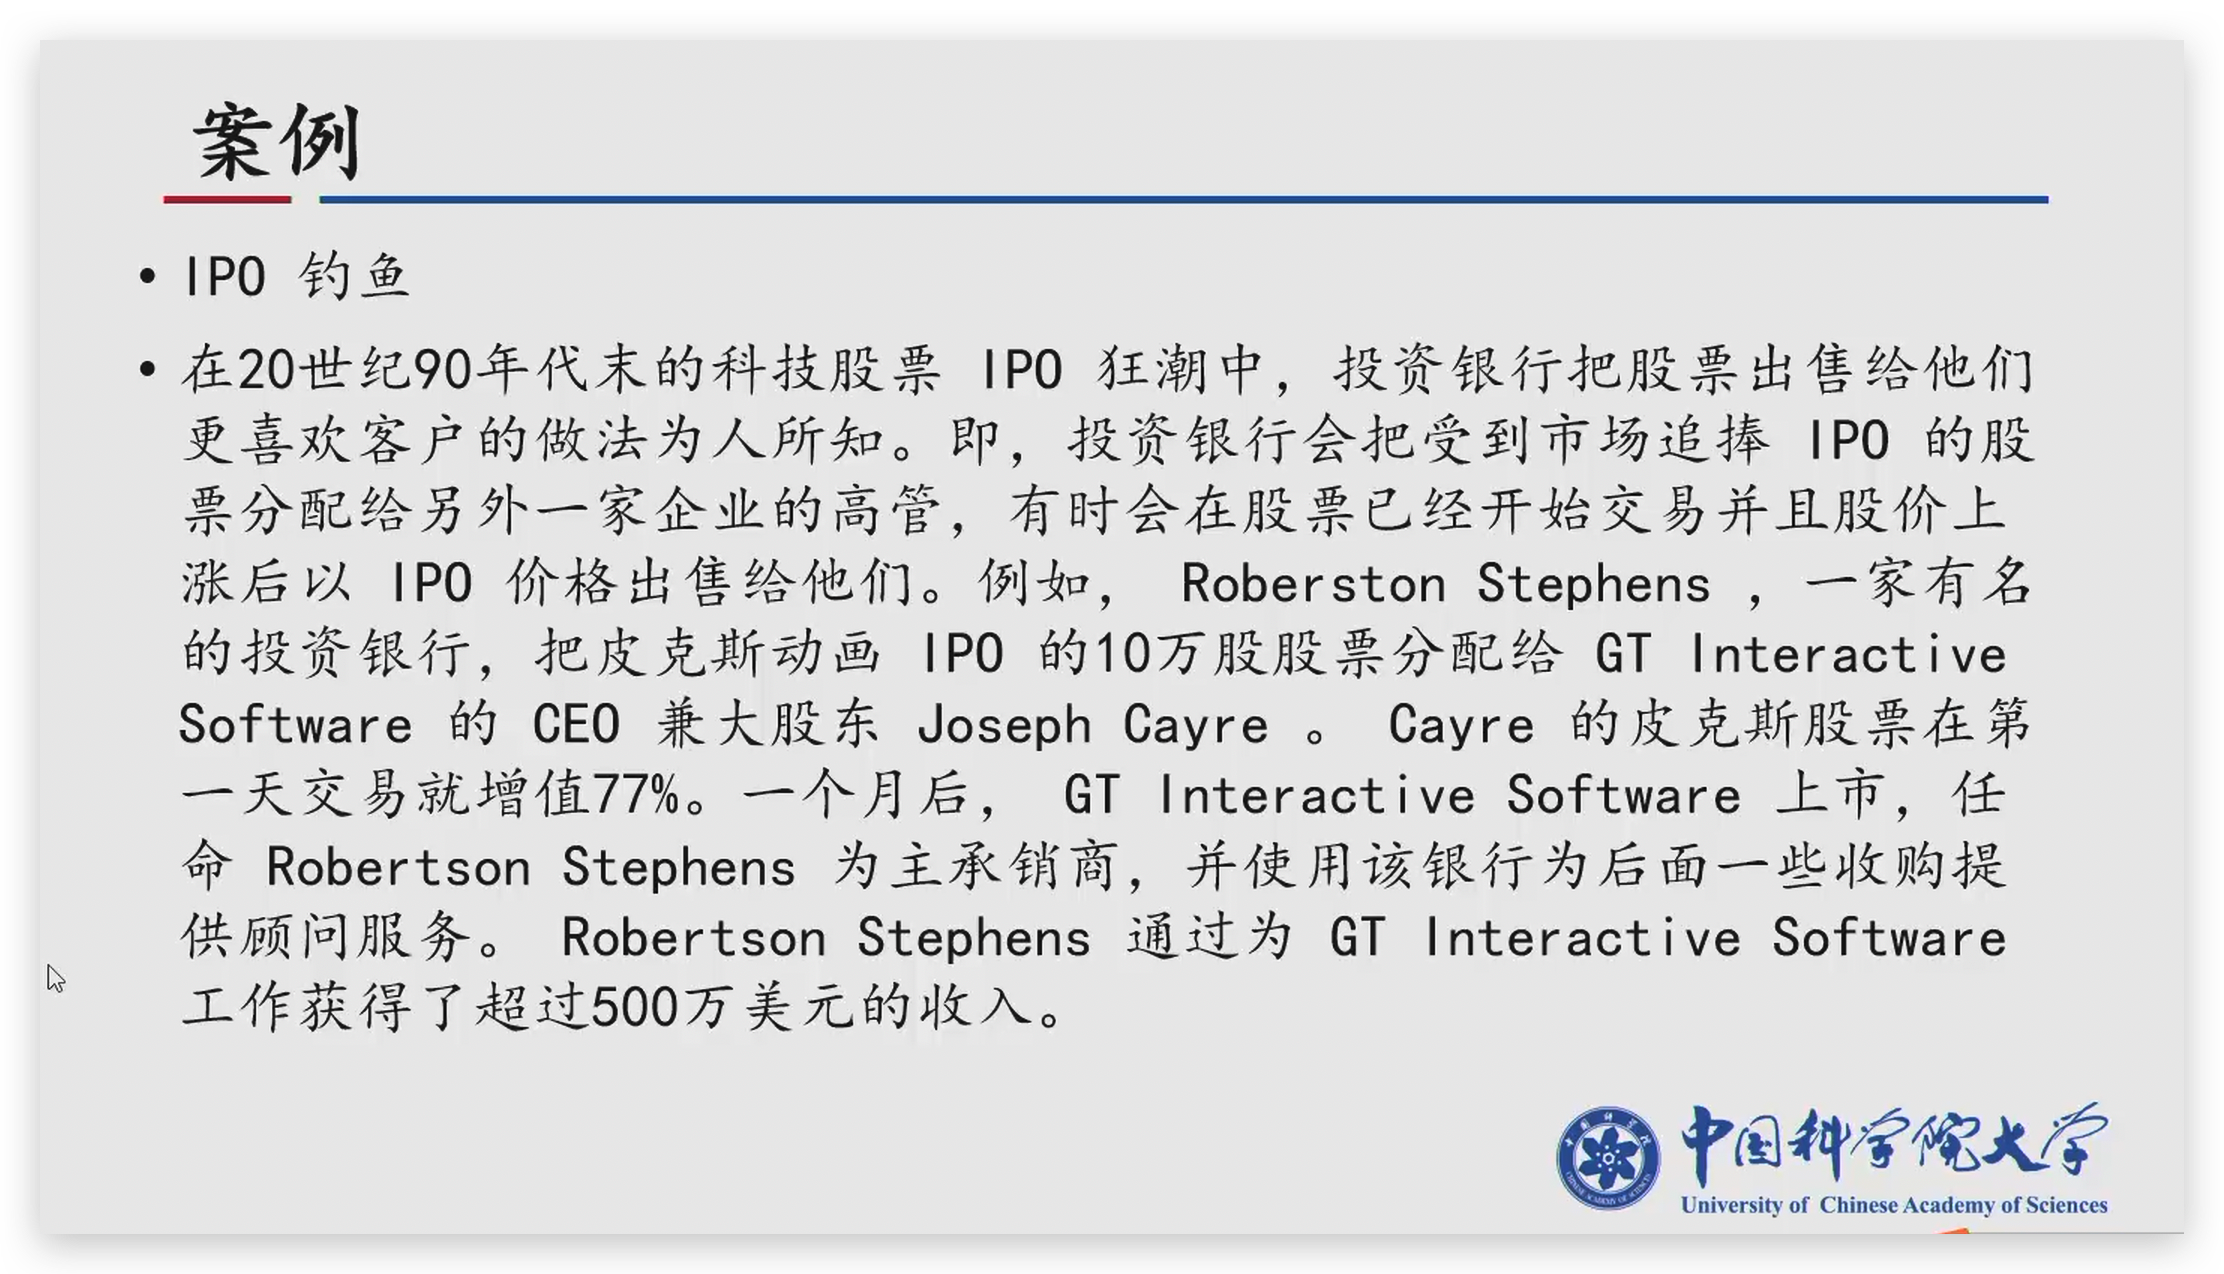 案例
• IPO 钓鱼
• 在20世纪90年代末的科技股票 IPO 狂潮中，投资银行把股票出售给他们
更喜欢客户的做法为人所知。即，投资银行会把受到市场追捧 IPO 的股
票分配给另外一家企业的高管，有时会在股票已经开始交易并且股价上
涨后以 IPO 价格出售给他们。例如， Roberston Stephens ，一家有名
的投资银行，把皮克斯动画 IPO 的10万股股票分配给 GT Interactive
Software 的 CEO 兼大股东 Joseph Cayre 。 Cayre 的皮克斯股票在第
一天交易就增值77%。一个月后， GT Interactive Software 上市，任
命 Robertson Stephens 为主承销商，并使用该银行为后面一些收购提
供顾问服务。 Robertson Stephens 通过为 GT Interactive Software
工作获得了超过500万美元的收入。
中国科学院大学
University of Chinese Academy of Sciences